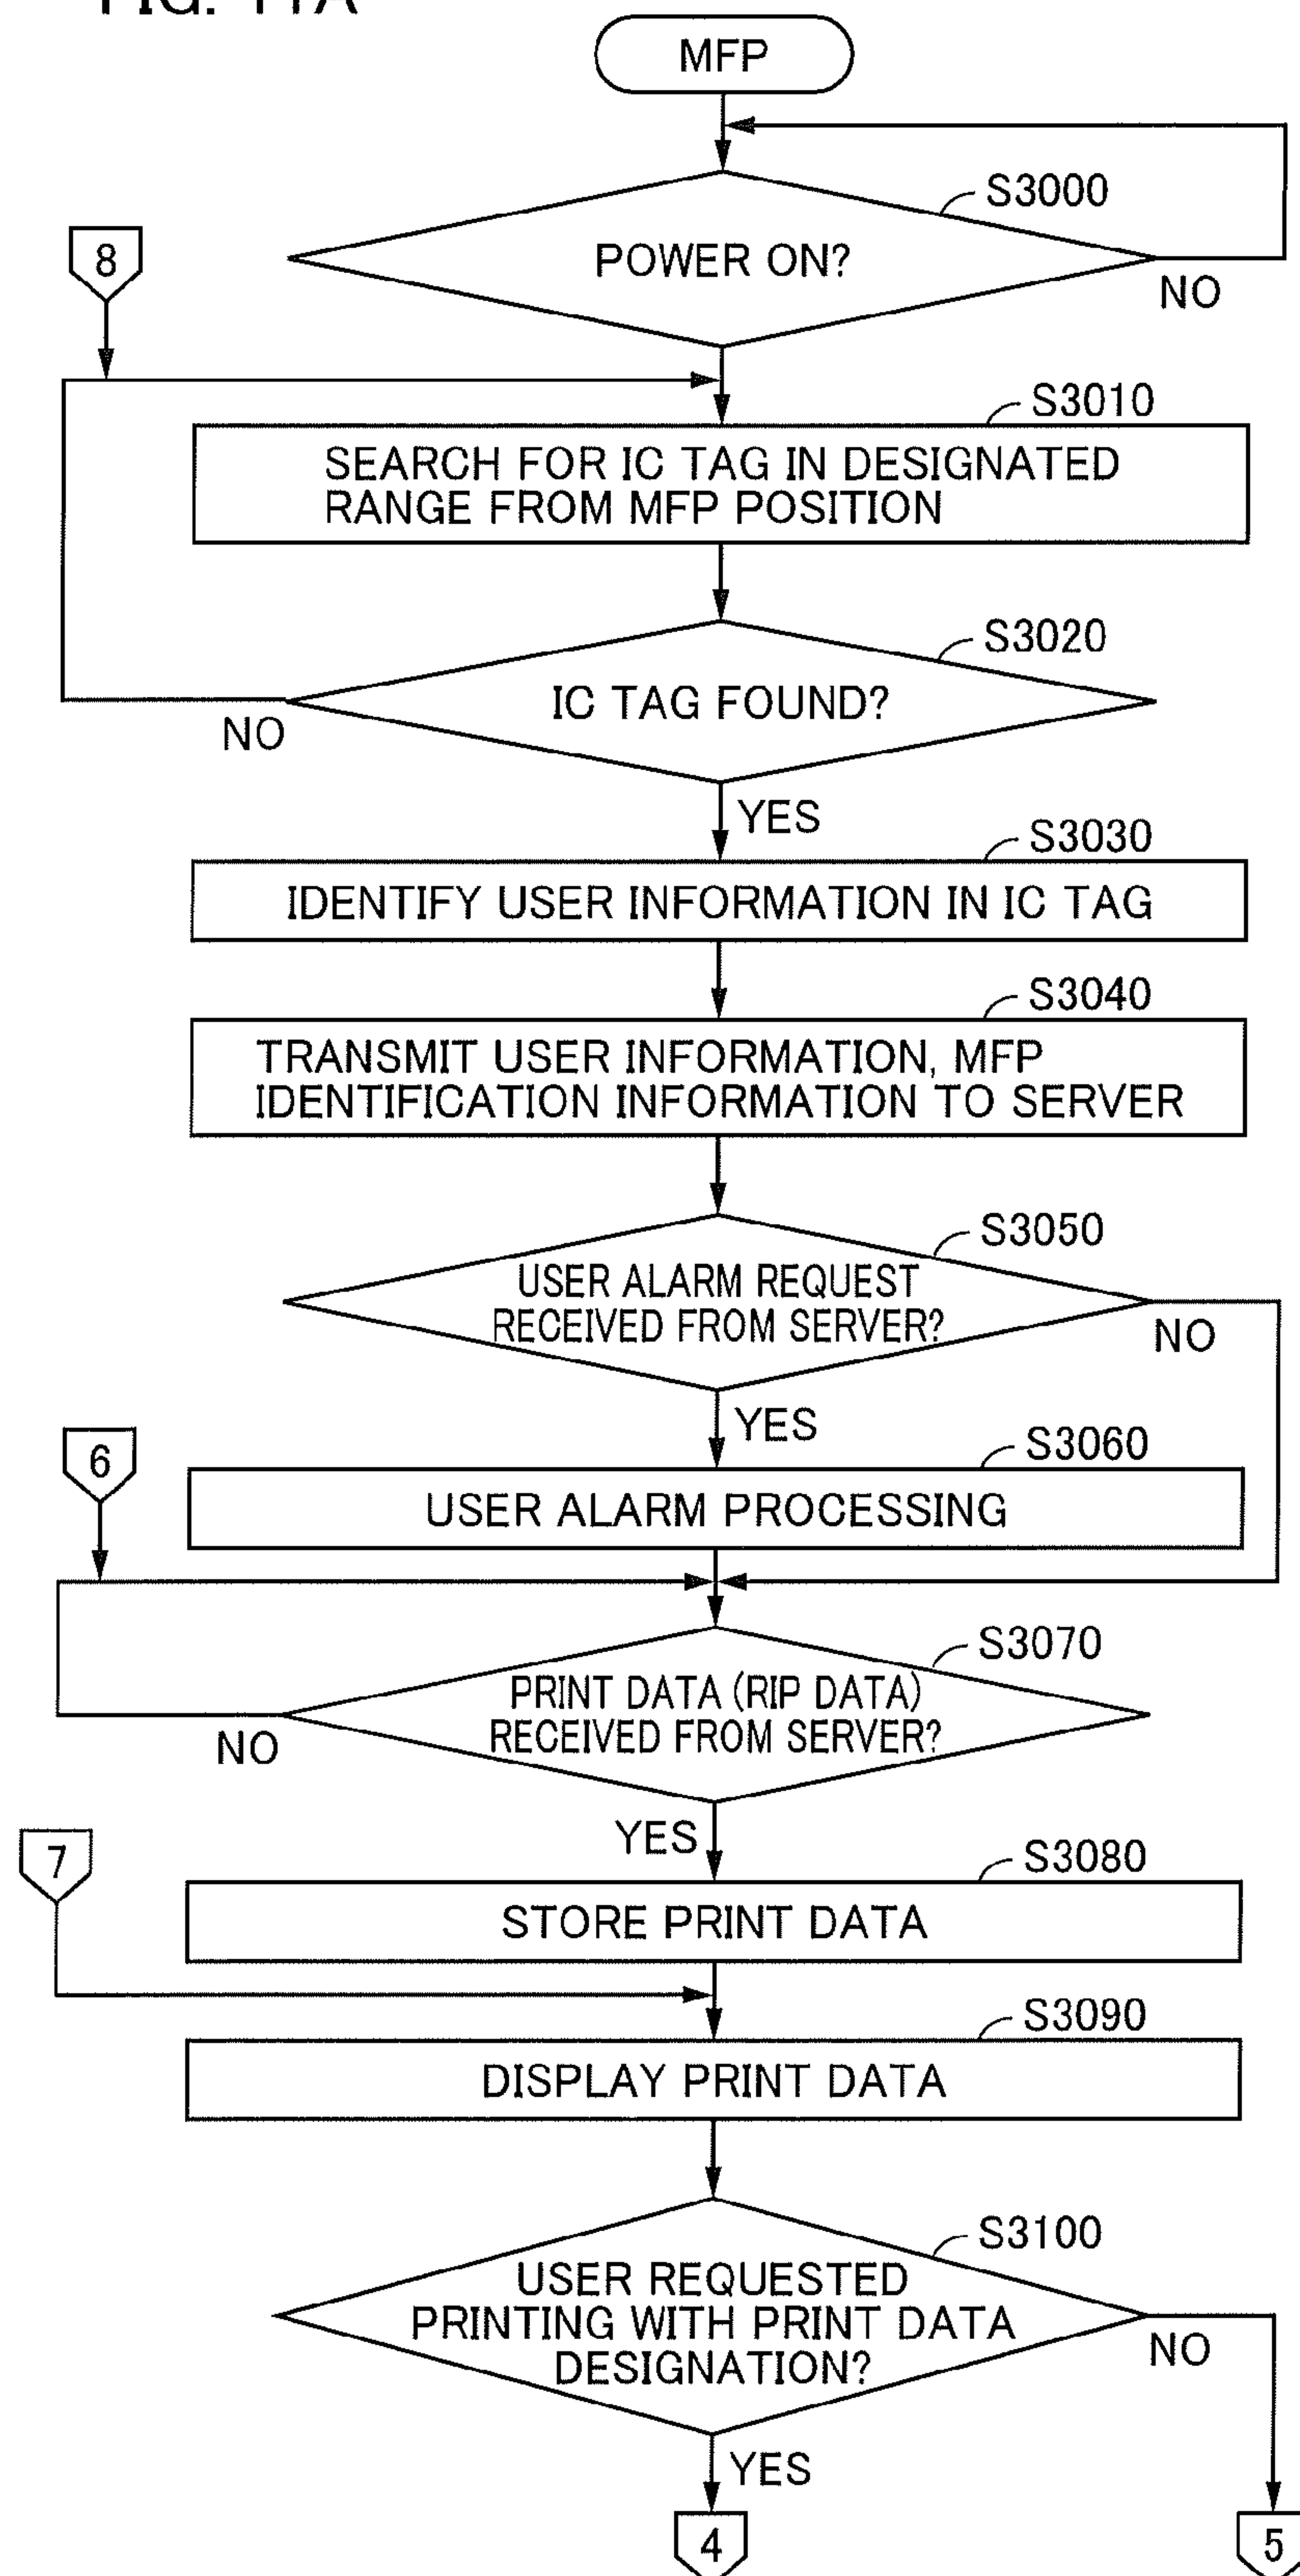 FIG. 11A
MFP
S3000
POWER ON?
NO
8
S3010
SEARCH FOR IC TAG IN DESIGNATED
RANGE FROM MFP POSITION
S3020
IC TAG FOUND?
NO
YES
S3030
IDENTIFY USER INFORMATION IN IC TAG
S3040
TRANSMIT USER INFORMATION, MFP
IDENTIFICATION INFORMATION TO SERVER
S3050
USER ALARM REQUEST
RECEIVED FROM SERVER?
NO
YES
6
S3060
USER ALARM PROCESSING
S3070
PRINT DATA (RIP DATA)
RECEIVED FROM SERVER?
NO
YES
7
S3080
STORE PRINT DATA
S3090
DISPLAY PRINT DATA
S3100
USER REQUESTED
PRINTING WITH PRINT DATA
DESIGNATION?
NO
YES
4
5